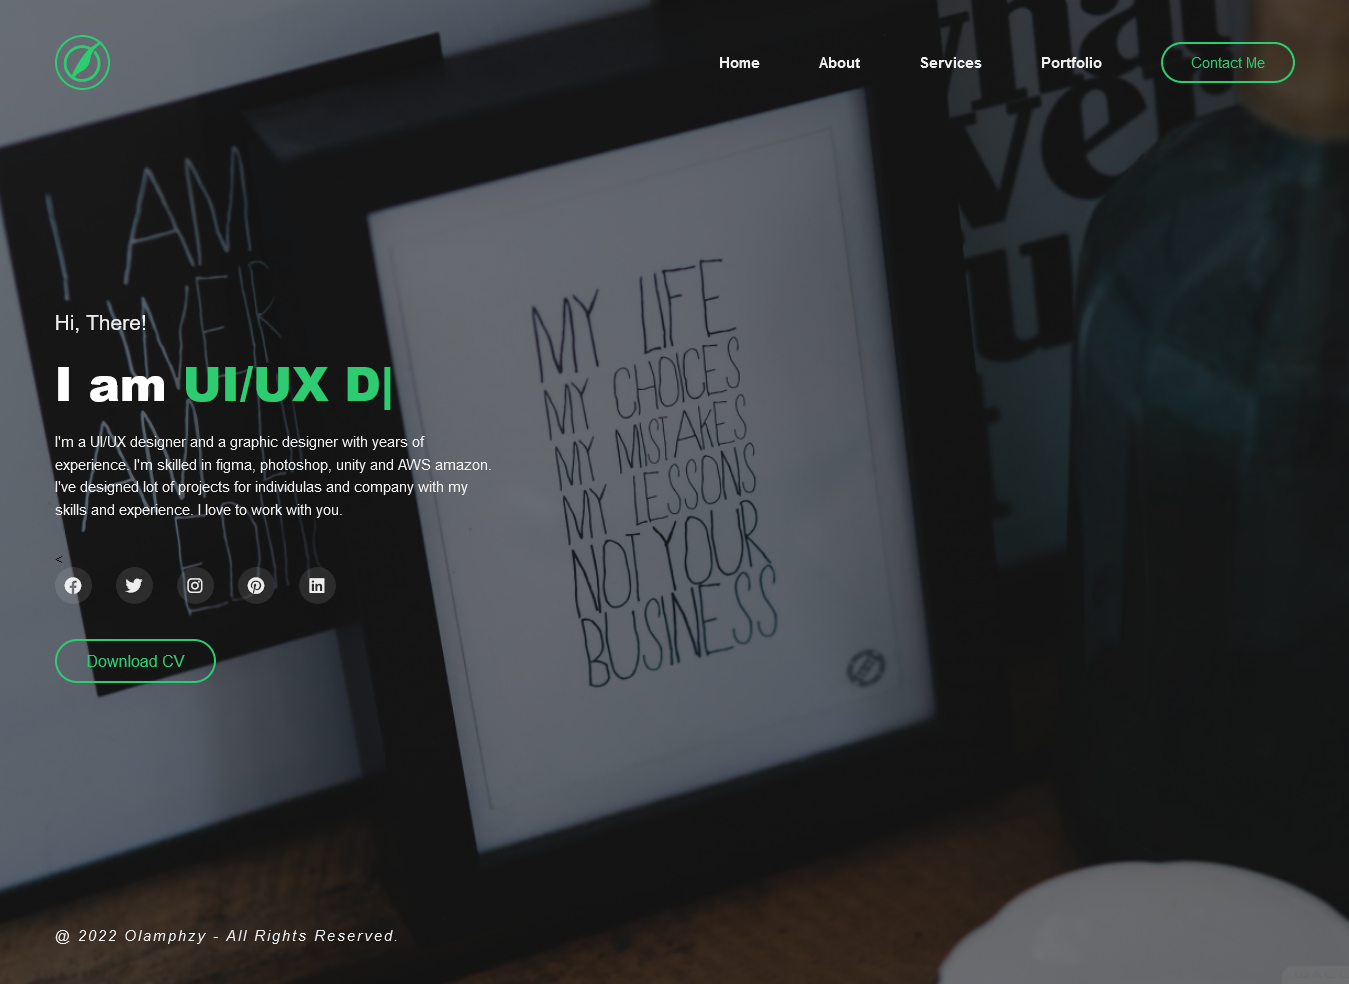 Home About Services Portfolio Contact Me
what
ver.
I AM
Hi, There!
I am UI/UX D|
I'm a UI/UX designer and a graphic designer with years of
experience. I'm skilled in figma, photoshop, unity and AWS amazon.
I've designed lot of projects for individulas and company with my
skills and experience. I love to work with you.
<
Download CV
MY LIFE
MY CHOICES
MY MISTAKES
MY LESSONS
NOT YOUR
BUSINESS
@ 2022 Olamphzy - All Rights Reserved.